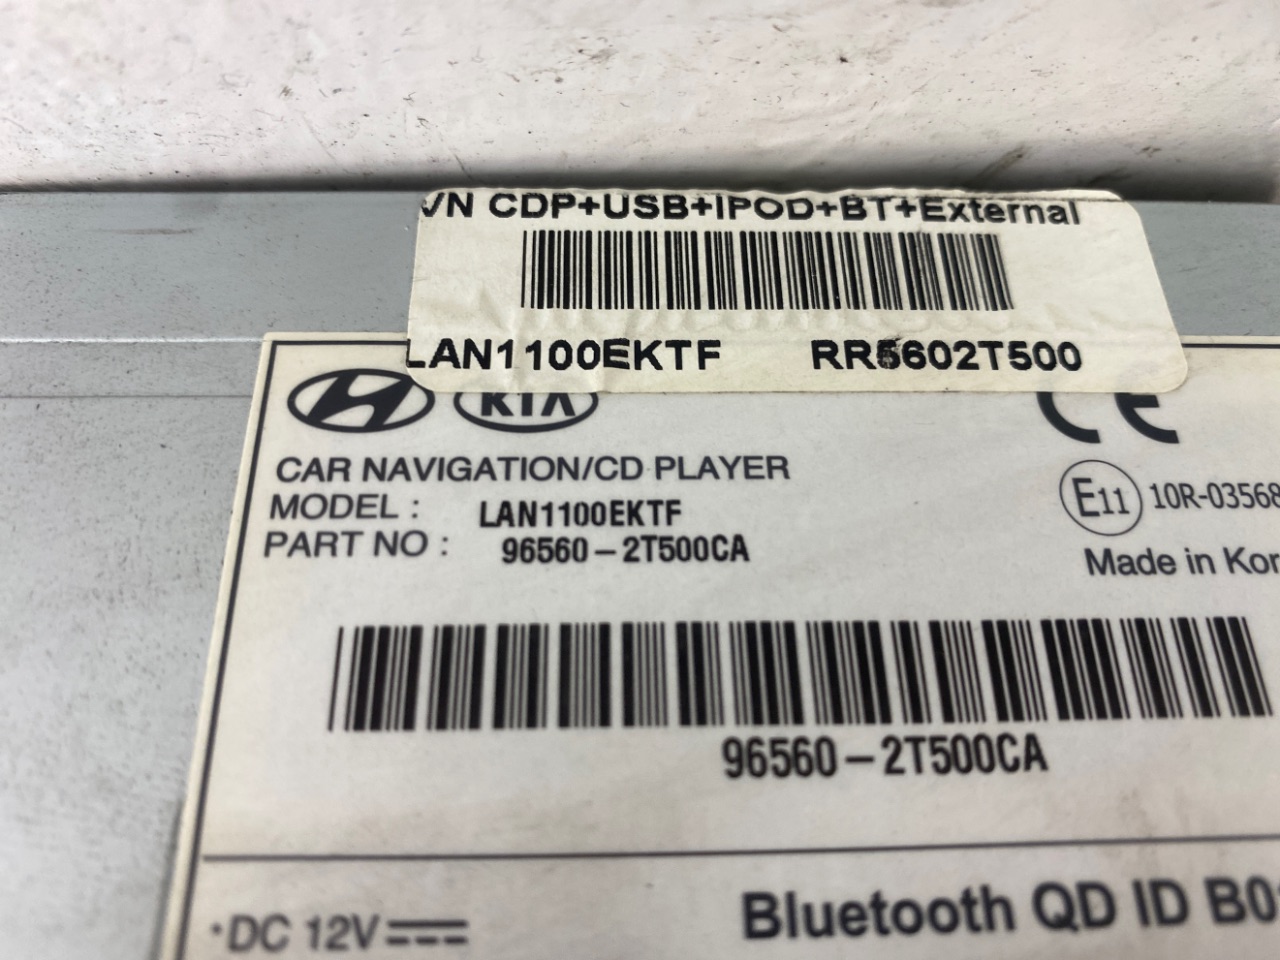 VN CDP+USB+IPOD+BT+External
LAN1100EKTF RR5602T500
KIA
CE
CAR NAVIGATION/CD PLAYER
MODEL : LAN1100EKTF
PART NO : 96560-2T500CA
E11 10R-03568
Made in Kor
96560-2T500CA
DC 12V
Bluetooth QD ID B0